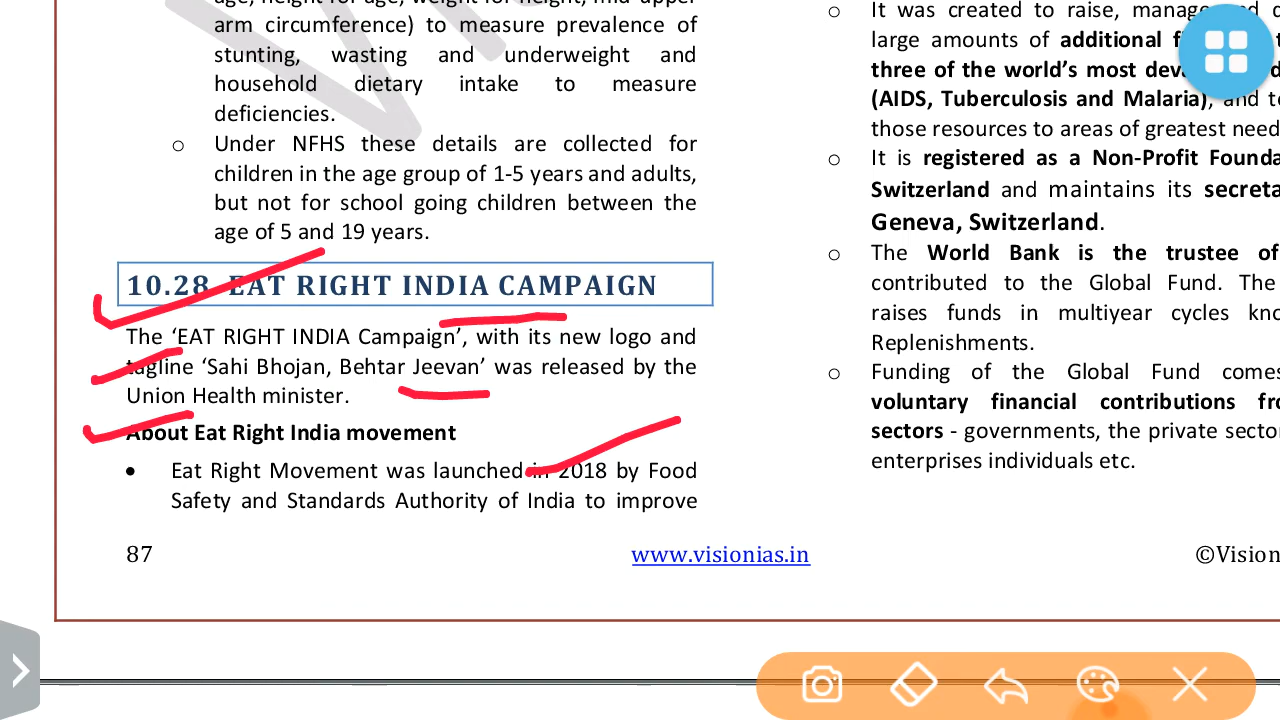 age, height for age, weight for height, mid-upper
arm circumference) to measure prevalence of
stunting, wasting and underweight and
household dietary intake to measure
deficiencies.
o Under NFHS these details are collected for
children in the age group of 1-5 years and adults,
but not for school going children between the
age of 5 and 19 years.
10.28 EAT RIGHT INDIA CAMPAIGN
The ‘EAT RIGHT INDIA Campaign’, with its new logo and
tagline ‘Sahi Bhojan, Behtar Jeevan’ was released by the
Union Health minister.
About Eat Right India movement
• Eat Right Movement was launched in 2018 by Food
Safety and Standards Authority of India to improve
o It was created to raise, manage and
large amounts of additional
three of the world’s most
(AIDS, Tuberculosis and Malaria), and
those resources to areas of greatest need
o It is registered as a Non-Profit
Switzerland and maintains its
Geneva, Switzerland.
o The World Bank is the trustee of
contributed to the Global Fund. The
raises funds in multiyear cycles
Replenishments.
o Funding of the Global Fund comes
voluntary financial contributions
sectors - governments, the private
enterprises individuals etc.
87
www.visionias.in
©Vision